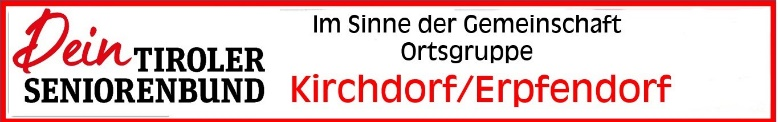 Dein TIROLER
SENIORENBUND
Im Sinne der Gemeinschaft
Ortsgruppe
Kirchdorf/Erpfendorf